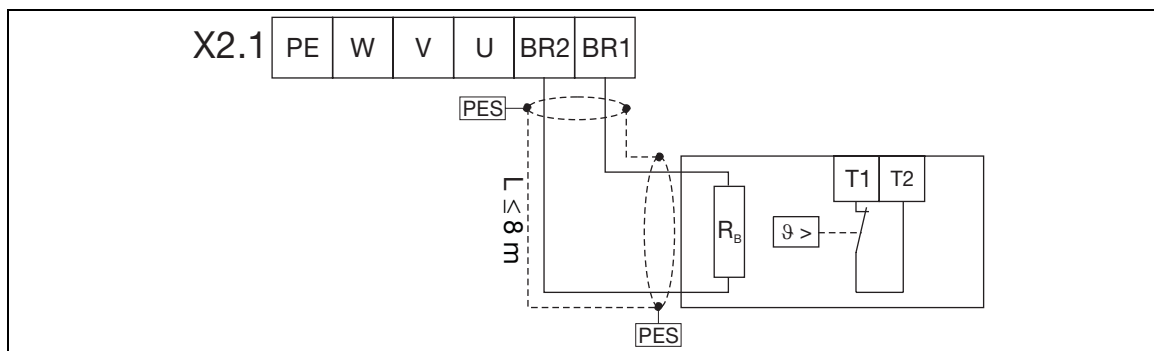 X2.1 PE W V U BR2 BR1
PES
L ≤ 8 m
T1 T2
R_B
ϑ >
PES